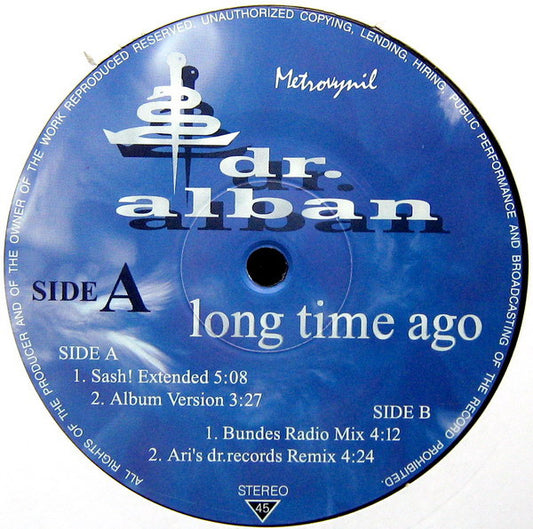 ALL RIGHTS OF THE PRODUCER AND OF THE OWNER OF THE WORK REPRODUCED RESERVED. UNAUTHORIZED COPYING, LENDING, HIRING, PUBLIC PERFORMANCE AND BROADCASTING OF THE RECORD PROHIBITED.
Metrovynil
dr.
alban
SIDE A
long time ago
SIDE A
1. Sash! Extended 5:08
2. Album Version 3:27
SIDE B
1. Bundes Radio Mix 4:12
2. Ari's dr.records Remix 4:24
STEREO
45